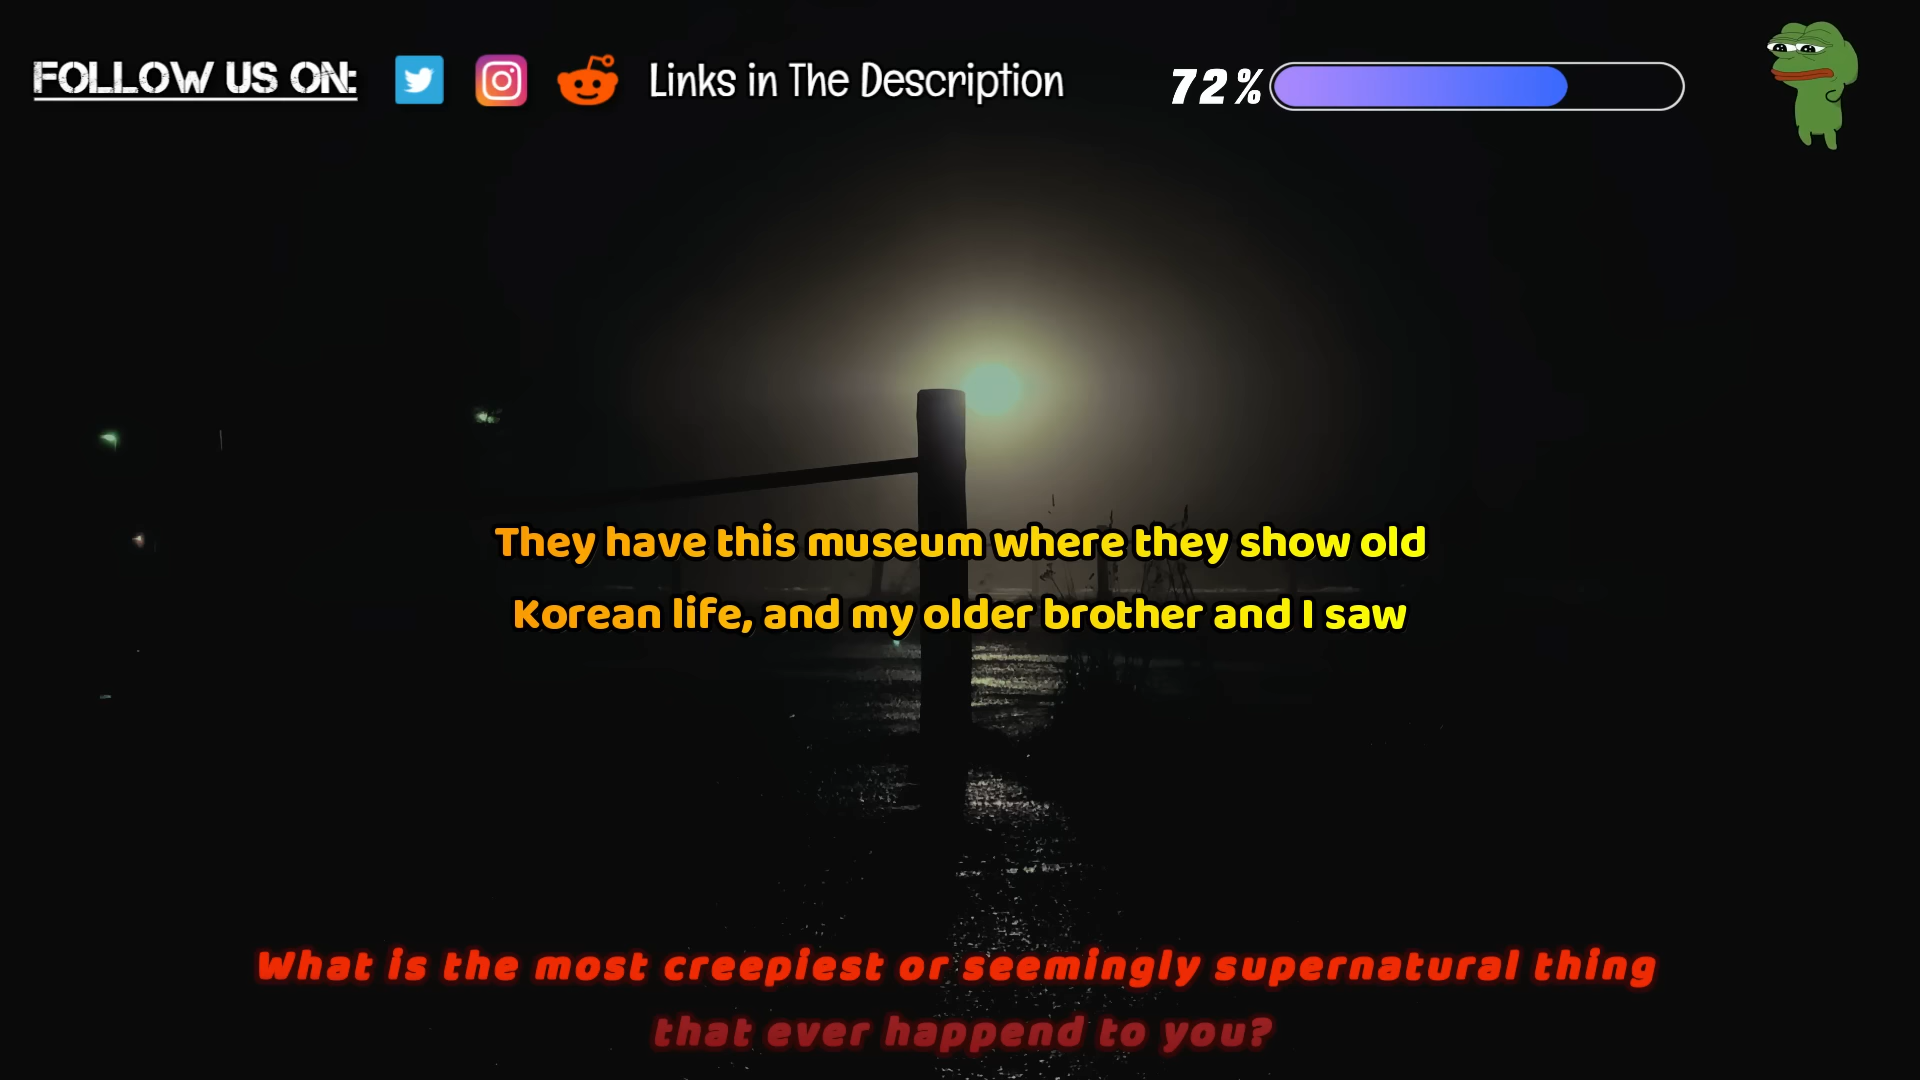 FOLLOW US ON:
Links in The Description
72%
They have this museum where they show old
Korean life, and my older brother and I saw
What is the most creepiest or seemingly supernatural thing
that ever happend to you?